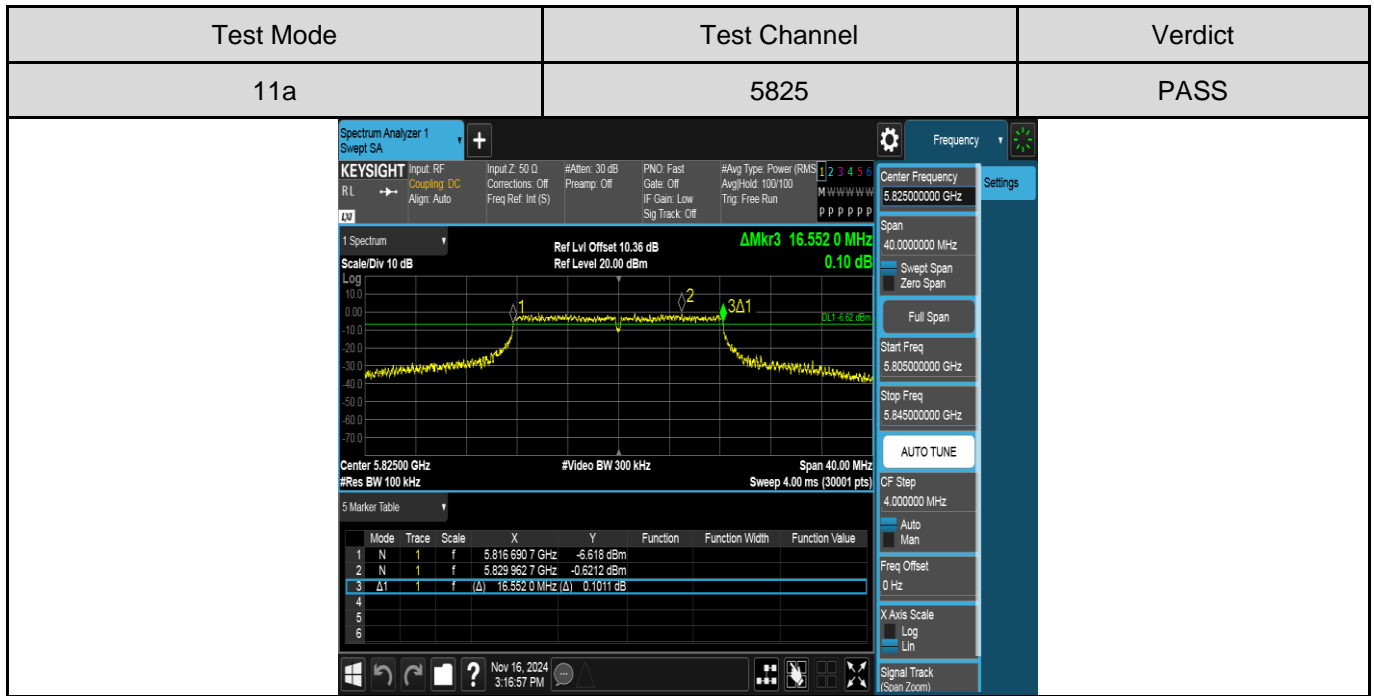 Test Mode Test Channel Verdict
11a 5825 PASS
Spectrum Analyzer 1
Swept SA
+
Frequency
KEYSIGHT Input: RF Input Z: 50 Ω #Atten: 30 dB PNO: Fast #Avg Type: Power (RMS 1 2 3 4 5 6
RL Coupling: DC Corrections: Off Preamp: Off Gate: Off Avg|Hold: 100/100 M W W W W W
Align: Auto Freq Ref: Int (S) IF Gain: Low Trig: Free Run
LXI Sig Track: Off P P P P P P
Center Frequency
5.825000000 GHz
Settings
Span
40.0000000 MHz
Swept Span
Zero Span
Full Span
Start Freq
5.805000000 GHz
Stop Freq
5.845000000 GHz
AUTO TUNE
CF Step
4.000000 MHz
Auto
Man
Freq Offset
0 Hz
X Axis Scale
Log
Lin
Signal Track
(Span Zoom)
1 Spectrum
Ref Lvl Offset 10.36 dB ΔMkr3 16.552 0 MHz
Scale/Div 10 dB Ref Level 20.00 dBm 0.10 dB
Log
10.0
0.00
-10.0
-20.0
-30.0
-40.0
-50.0
-60.0
-70.0
1
2
3Δ1
DL1 -6.62 dBm
Center 5.82500 GHz #Video BW 300 kHz Span 40.00 MHz
#Res BW 100 kHz Sweep 4.00 ms (30001 pts)
5 Marker Table
Mode Trace Scale X Y Function Function Width Function Value
1 N 1 f 5.816 690 7 GHz -6.618 dBm
2 N 1 f 5.829 962 7 GHz -0.6212 dBm
3 Δ1 1 f (Δ) 16.552 0 MHz (Δ) 0.1011 dB
4
5
6
? Nov 16, 2024
3:16:57 PM